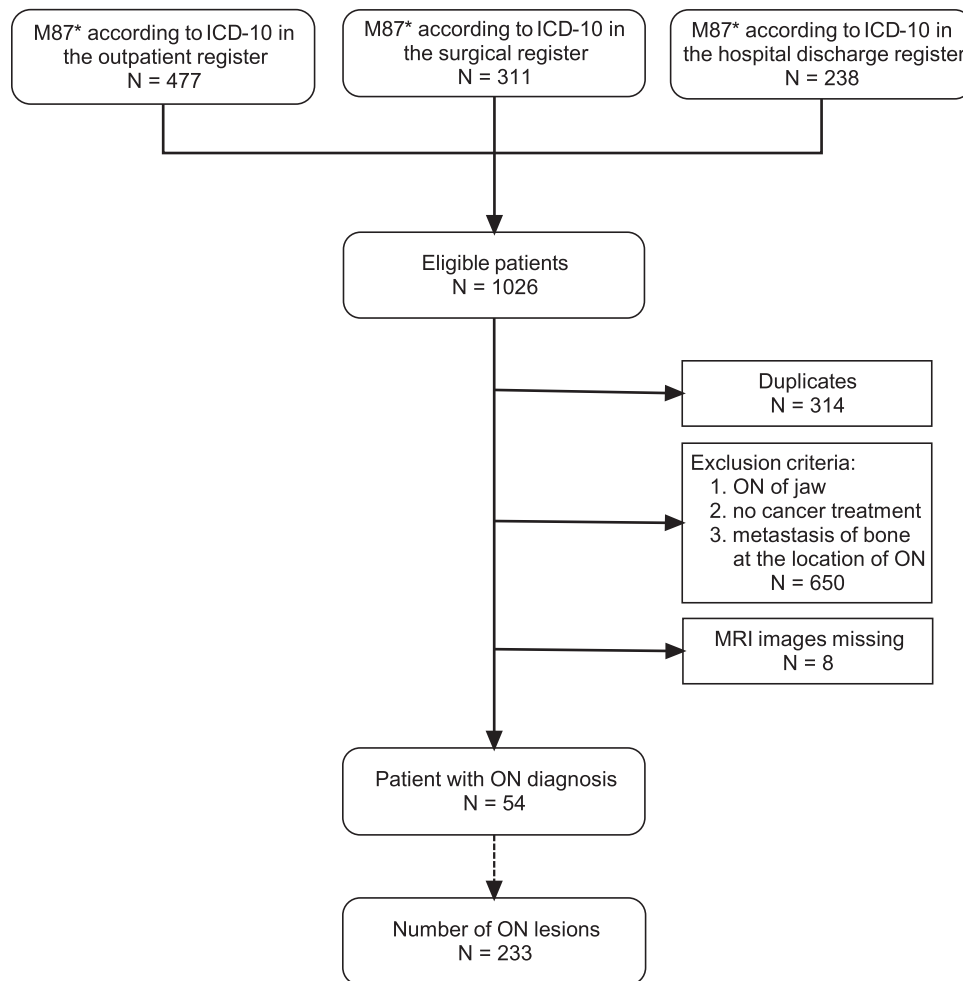 M87* according to ICD-10 in
the outpatient register
N = 477
M87* according to ICD-10 in
the surgical register
N = 311
M87* according to ICD-10 in
the hospital discharge register
N = 238
Eligible patients
N = 1026
Duplicates
N = 314
Exclusion criteria:
1. ON of jaw
2. no cancer treatment
3. metastasis of bone
at the location of ON
N = 650
MRI images missing
N = 8
Patient with ON diagnosis
N = 54
Number of ON lesions
N = 233